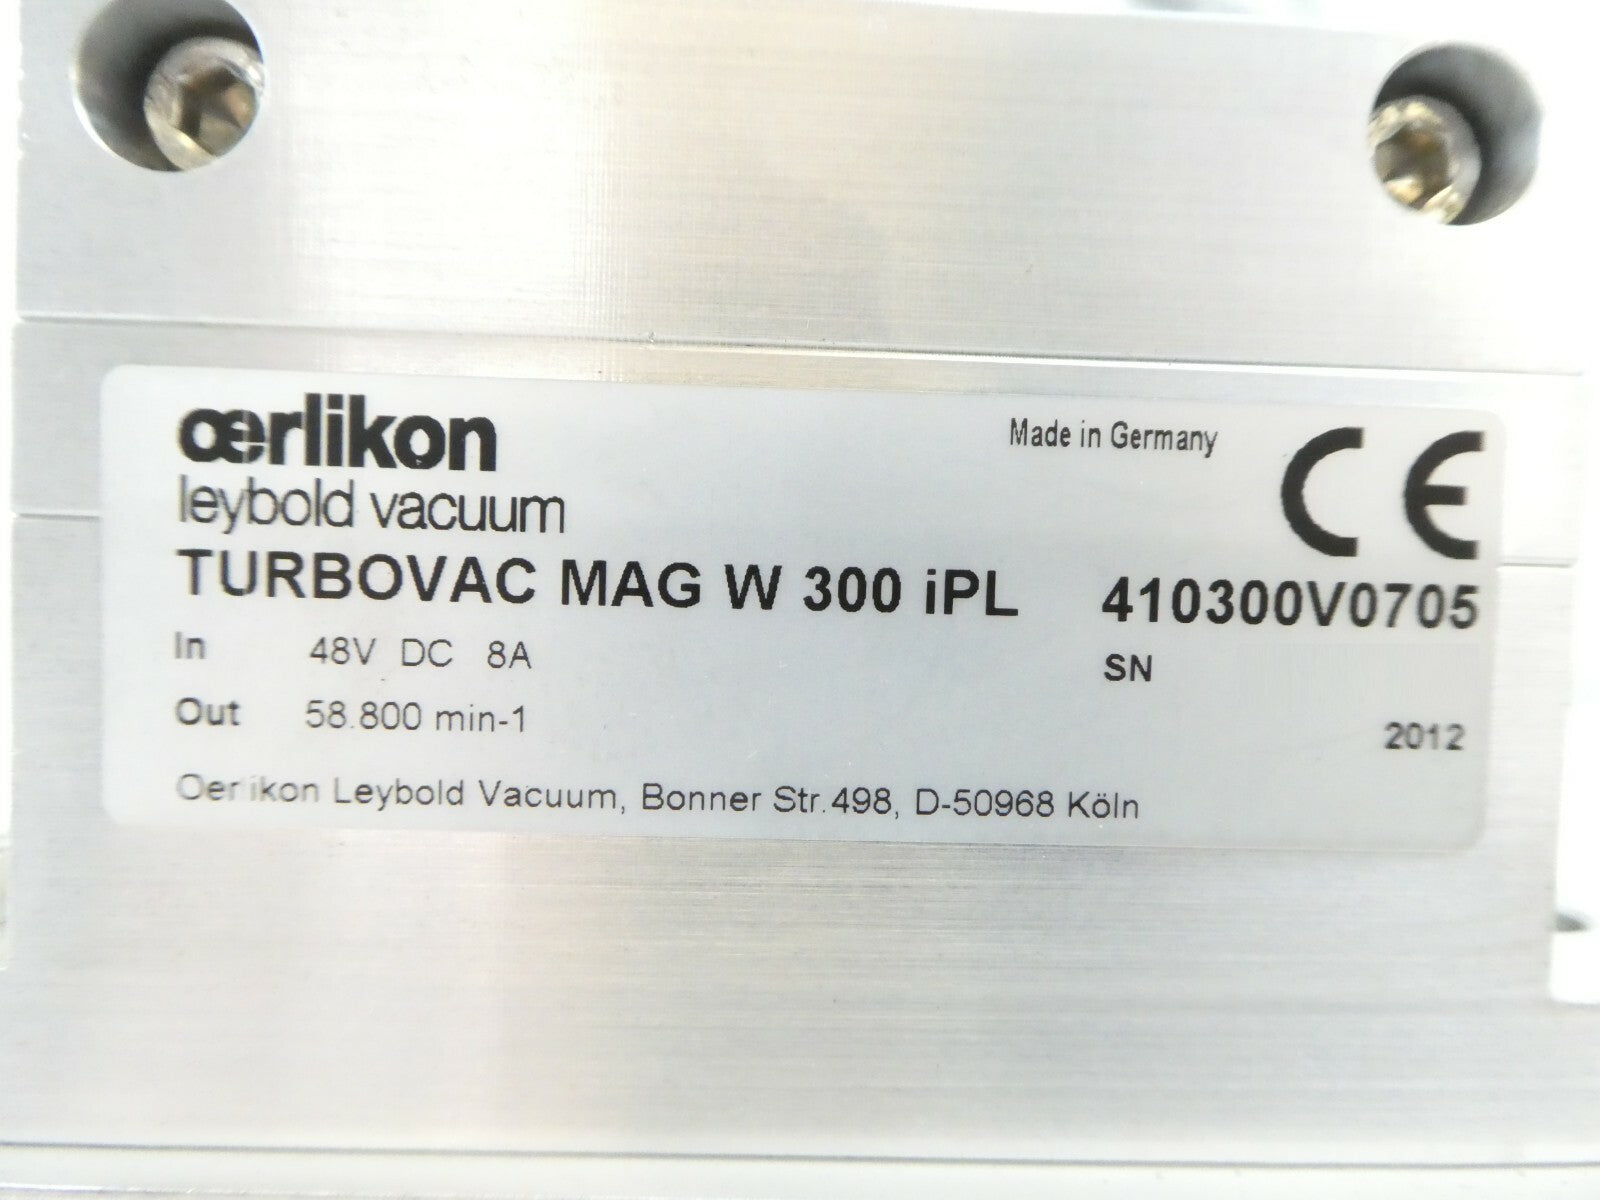 œrlikon
leybold vacuum
Made in Germany
CE
TURBOVAC MAG W 300 iPL 410300V0705
In 48V DC 8A
SN
Out 58.800 min-1
2012
Oerlikon Leybold Vacuum, Bonner Str.498, D-50968 Köln